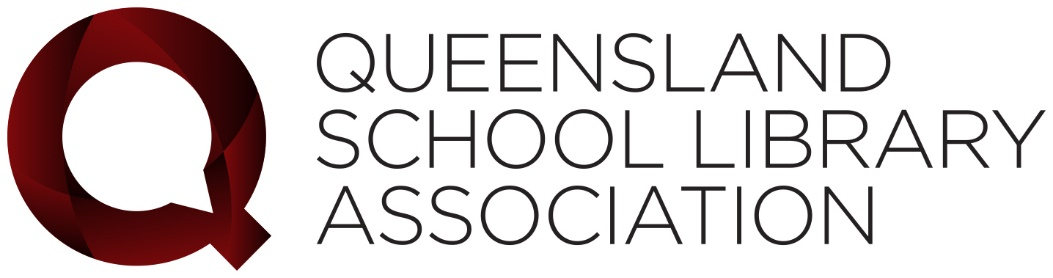 QUEENSLAND
SCHOOL LIBRARY
ASSOCIATION